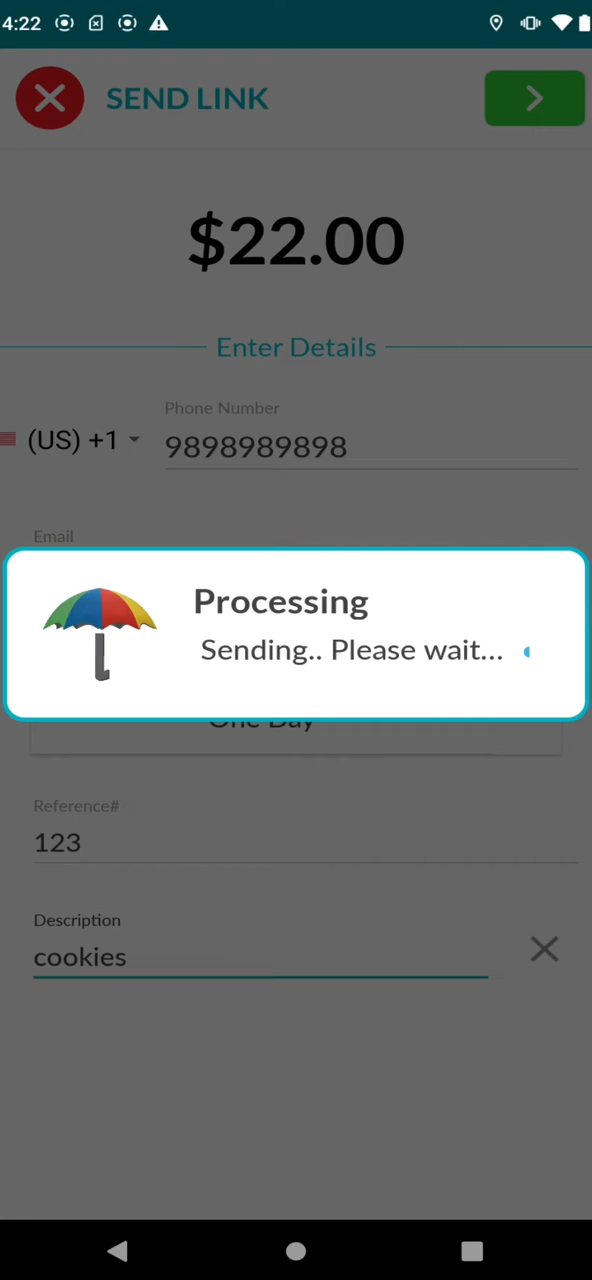 4:22
SEND LINK
$22.00
Enter Details
Phone Number
(US) +1
9898989898
Email
Processing
Sending.. Please wait...
One Day
Reference#
123
Description
cookies